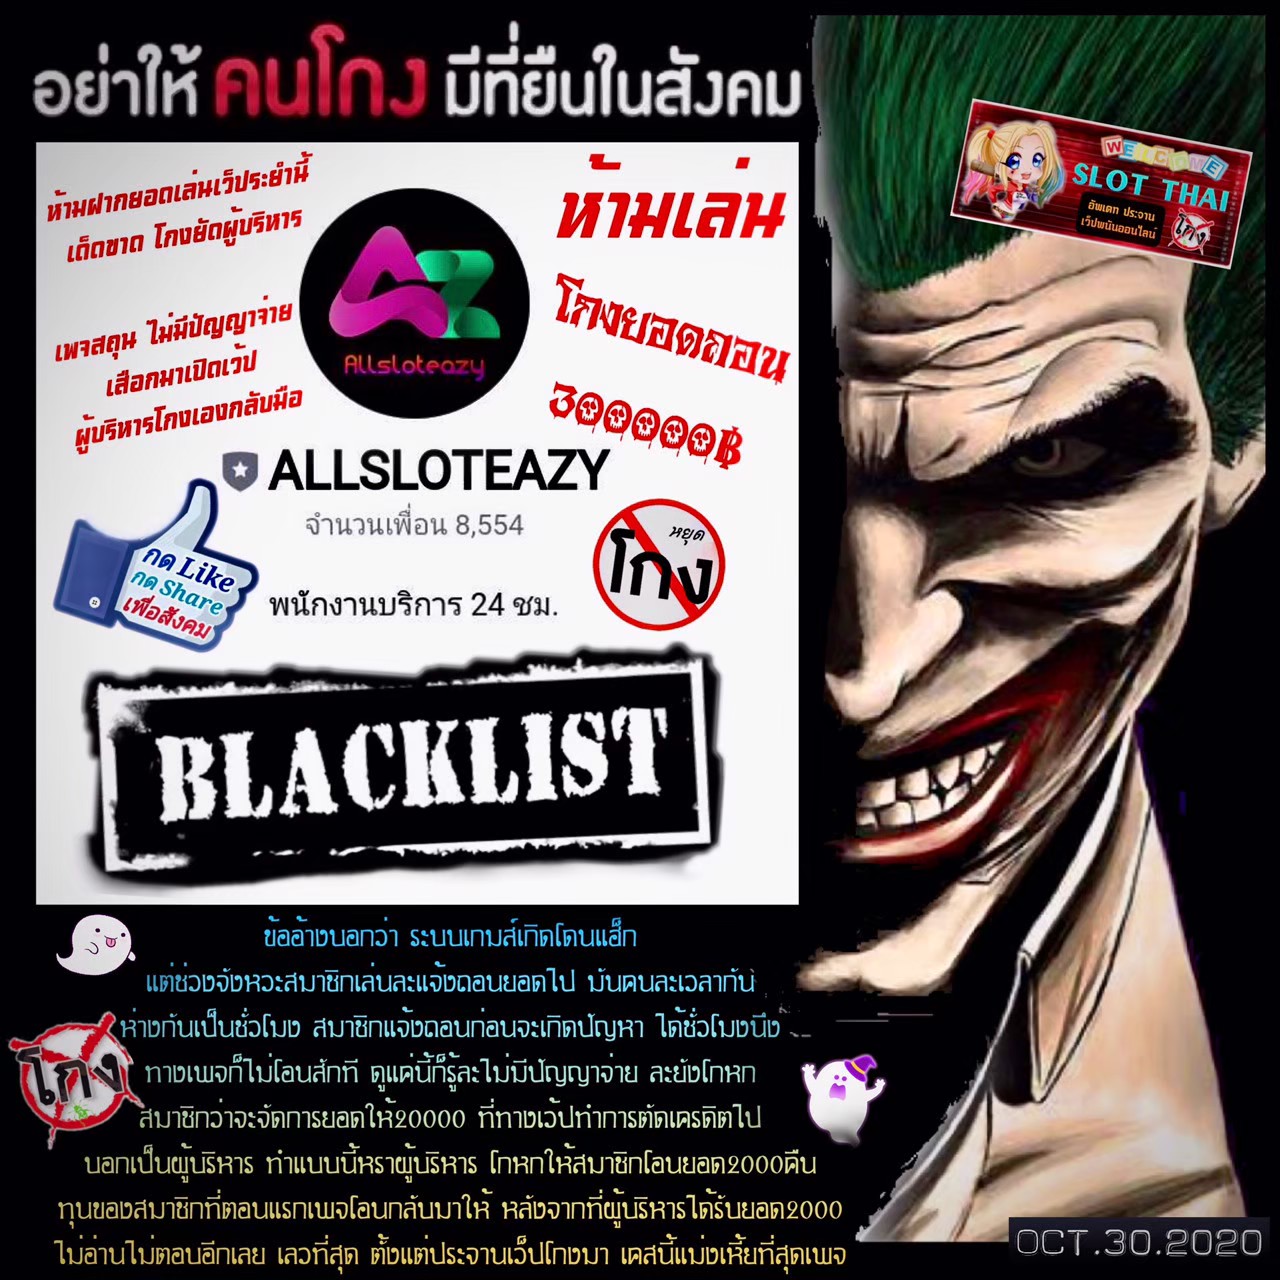 อย่าให้ คนโกง มีที่ยืนในสังคม
WELCOME
SLOT THAI
อัพเดท ประจาน
เว็ปพนันออนไลน์
โกง
ห้ามฝากยอดเล่นเว็ประยำนี้
เด็ดขาด โกงยัดผู้บริหาร
เพจสถุน ไม่มีปัญญาจ่าย
เสือกมาเปิดเว้ป
ผู้บริหารโกงเองกลับมือ
Allsloteazy
ห้ามเล่น
โกงยอดถอน
300000฿
ALLSLOTEAZY
จำนวนเพื่อน 8,554
พนักงานบริการ 24 ชม.
กด Like
กด Share
เพื่อสังคม
หยุด
โกง
BLACKLIST
ข้ออ้างบอกว่า ระบบเกมส์เกิดโดนแฮ็ก
แต่ช่วงจังหวะสมาชิกเล่นละแจ้งถอนยอดไป มันคนละเวลากัน
ห่างกันเป็นชั่วโมง สมาชิกแจ้งถอนก่อนจะเกิดปัญหา ได้ชั่วโมงนึง
ทางเพจก็ไม่โอนสักที ดูแค่นี้ก็รู้ละไม่มีปัญญาจ่าย ละยังโกหก
สมาชิกว่าจะจัดการยอดให้20000 ที่ทางเว้ปทำการตัดเครดิตไป
บอกเป็นผู้บริหาร ทำแบบนี้หราผู้บริหาร โกหกให้สมาชิกโอนยอด2000คืน
ทุนของสมาชิกที่ตอนแรกเพจโอนกลับมาให้ หลังจากที่ผู้บริหารได้รับยอด2000
ไม่อ่านไม่ตอบอีกเลย เลวที่สุด ตั้งแต่ประจานเว็ปโกงมา เคสนี้แม่งเหี้ยที่สุดเพจ
โกง
OCT.30.2020